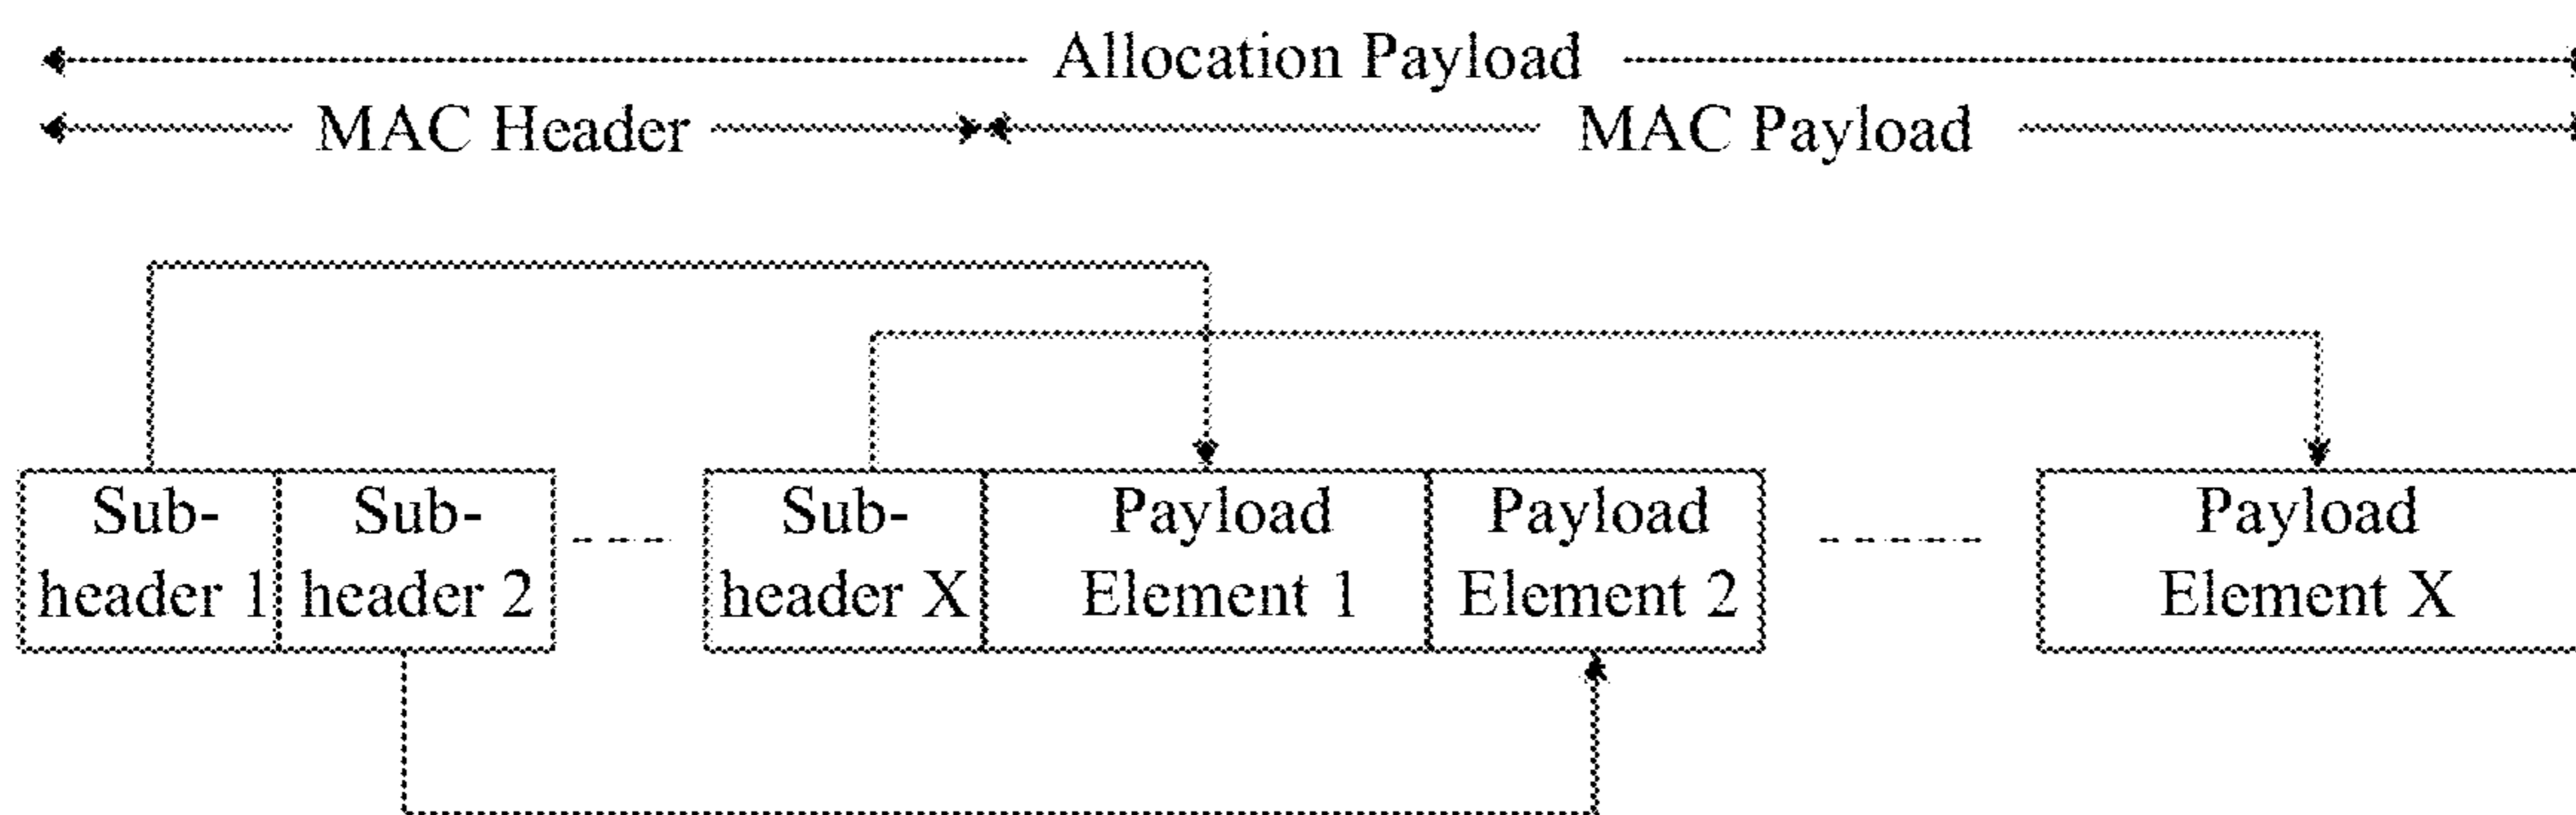 Allocation Payload
MAC Header MAC Payload
Sub-
header 1
Sub-
header 2
Sub-
header X
Payload
Element 1
Payload
Element 2
Payload
Element X